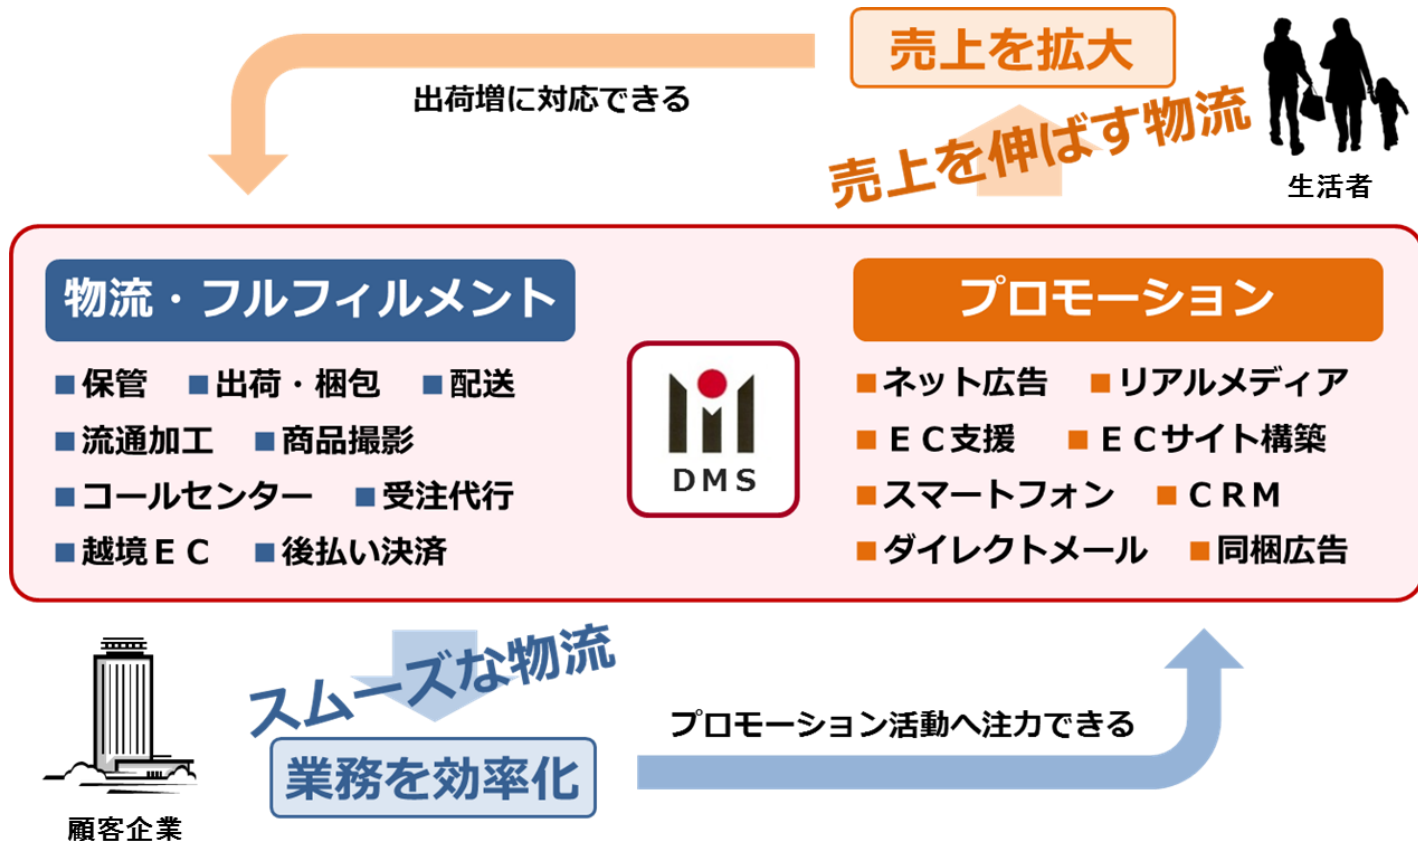 売上を拡大
出荷増に対応できる
売上を伸ばす物流
生活者
物流・フルフィルメント
■保管 ■出荷・梱包 ■配送
■流通加工 ■商品撮影
■コールセンター ■受注代行
■越境ＥＣ ■後払い決済
DMS
プロモーション
■ネット広告 ■リアルメディア
■ＥＣ支援 ■ＥＣサイト構築
■スマートフォン ■ＣＲＭ
■ダイレクトメール ■同梱広告
スムーズな物流
業務を効率化
プロモーション活動へ注力できる
顧客企業